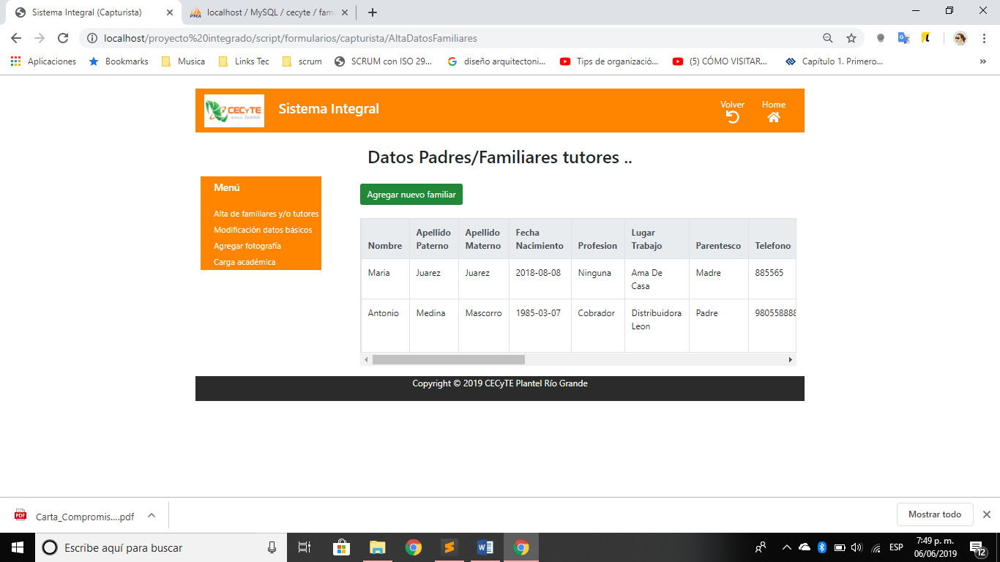 Sistema Integral (Capturista)
localhost / MySQL / cecyte / fami
localhost/proyecto%20integrado/script/formularios/capturista/AltaDatosFamiliares
Aplicaciones Bookmarks Musica Links Tec scrum SCRUM con ISO 29... diseño arquitectoni... Tips de organizació... (5) CÓMO VISITAR... Capítulo 1. Primero... »
CECyTE Sistema Integral
Volver Home
Datos Padres/Familiares tutores ..
Menú
Alta de familiares y/o tutores
Modificación datos básicos
Agregar fotografía
Carga académica
Agregar nuevo familiar
Nombre Apellido Paterno Apellido Materno Fecha Nacimiento Profesion Lugar Trabajo Parentesco Telefono
Maria Juarez Juarez 2018-08-08 Ninguna Ama De Casa Madre 885565
Antonio Medina Mascorro 1985-03-07 Cobrador Distribuidora Leon Padre 980558888
Copyright © 2019 CECyTE Plantel Río Grande
PDF Carta_Compromis....pdf
Mostrar todo
Escribe aquí para buscar
ESP
7:49 p. m.
06/06/2019
12